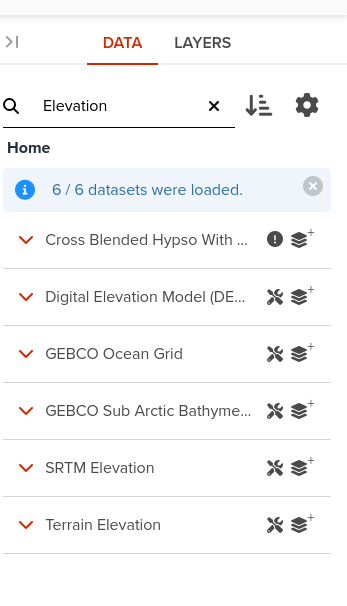 DATA LAYERS
Elevation
Home
6 / 6 datasets were loaded.
Cross Blended Hypso With ...
Digital Elevation Model (DE...
GEBCO Ocean Grid
GEBCO Sub Arctic Bathyme...
SRTM Elevation
Terrain Elevation